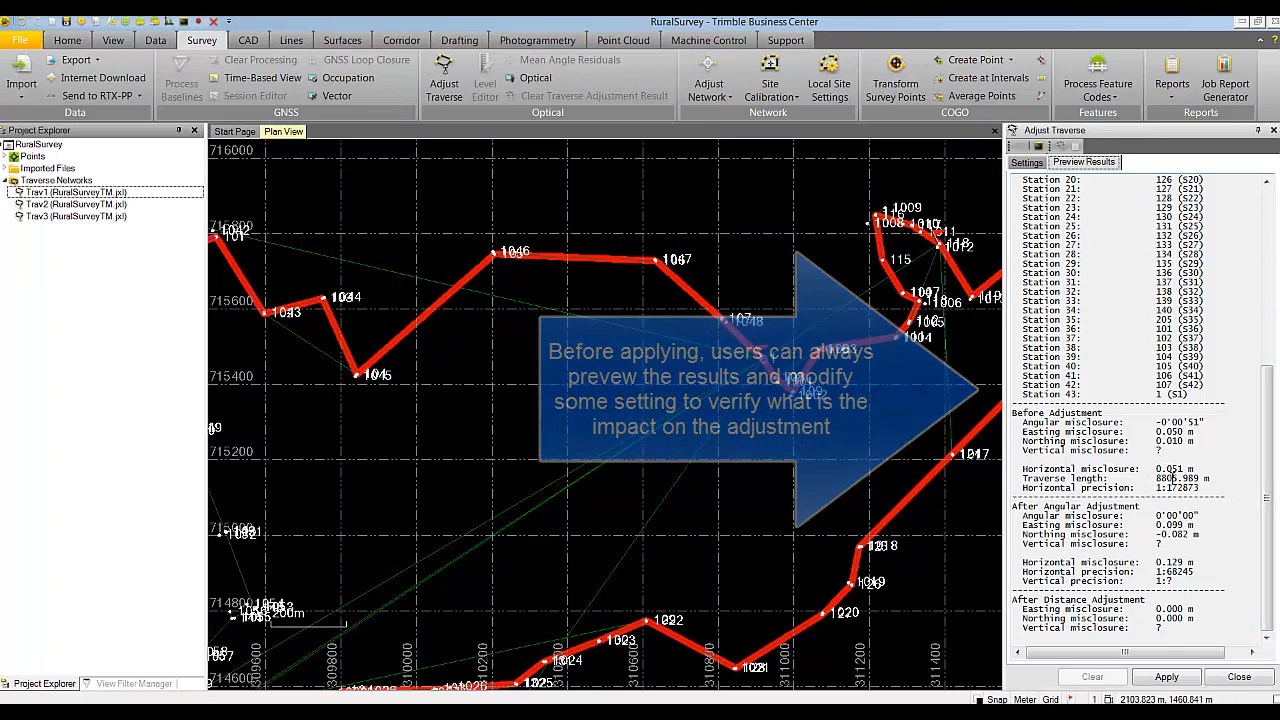 RuralSurvey - Trimble Business Center
File Home View Data Survey CAD Lines Surfaces Corridor Drafting Photogrammetry Point Cloud Machine Control Support
Import
Export
Internet Download
Send to RTX-PP
Data
Process Baselines
Clear Processing
Time-Based View
Session Editor
GNSS Loop Closure
Occupation
Vector
GNSS
Adjust Traverse
Level Editor
Mean Angle Residuals
Optical
Clear Traverse Adjustment Result
Optical
Adjust Network
Site Calibration
Local Site Settings
Network
Transform Survey Points
Create Point
Create at Intervals
Average Points
COGO
Process Feature Codes
Features
Reports
Job Report Generator
Reports
Project Explorer
RuralSurvey
Points
Imported Files
Traverse Networks
Trav1 (RuralSurveyTM.jxl)
Trav2 (RuralSurveyTM.jxl)
Trav3 (RuralSurveyTM.jxl)
Project Explorer View Filter Manager
Start Page Plan View
716000
715800
715600
715400
715200
715000
714800
714600
309600
310000
310200
310400
310600
310800
311000
311200
311400
1043
1046
1047
107
1048
1009
1008
115
1004
1020
1023
200m
Before applying, users can always
prevew the results and modify
some setting to verify what is the
impact on the adjustment
Adjust Traverse
Settings Preview Results
Station 20: 126 (S20)
Station 21: 127 (S21)
Station 22: 128 (S22)
Station 23: 129 (S23)
Station 24: 130 (S24)
Station 25: 131 (S25)
Station 26: 132 (S26)
Station 27: 133 (S27)
Station 28: 134 (S28)
Station 29: 135 (S29)
Station 30: 136 (S30)
Station 31: 137 (S31)
Station 32: 138 (S32)
Station 33: 139 (S33)
Station 34: 140 (S34)
Station 35: 205 (S35)
Station 36: 101 (S36)
Station 37: 102 (S37)
Station 38: 103 (S38)
Station 39: 104 (S39)
Station 40: 105 (S40)
Station 41: 106 (S41)
Station 42: 107 (S42)
Station 43: 1 (S1)
Before Adjustment
Angular misclosure: -0°00'51"
Easting misclosure: 0.050 m
Northing misclosure: 0.010 m
Vertical misclosure: ?
Horizontal misclosure: 0.051 m
Traverse length: 8805.989 m
Horizontal precision: 1:172873
After Angular Adjustment
Angular misclosure: 0°00'00"
Easting misclosure: 0.099 m
Northing misclosure: -0.082 m
Vertical misclosure: ?
Horizontal misclosure: 0.129 m
Horizontal precision: 1:68245
Vertical precision: 1:?
After Distance Adjustment
Easting misclosure: 0.000 m
Northing misclosure: 0.000 m
Vertical misclosure: ?
Clear Apply Close
Snap Meter Grid 1 2103.823 m, 1460.841 m